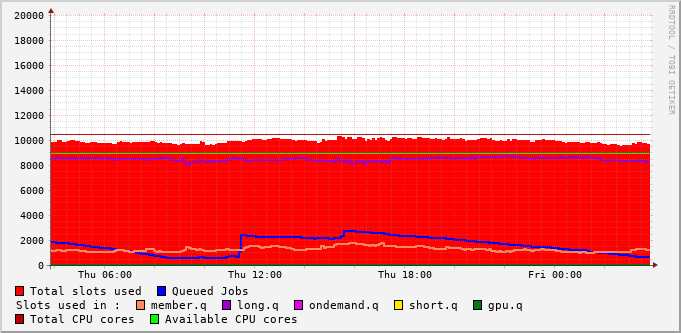 20000
18000
16000
14000
12000
10000
8000
6000
4000
2000
0
Thu 06:00 Thu 12:00 Thu 18:00 Fri 00:00
RRDTOOL / TOBI OETIKER
Total slots used Queued Jobs
Slots used in : member.q long.q ondemand.q short.q gpu.q
Total CPU cores Available CPU cores